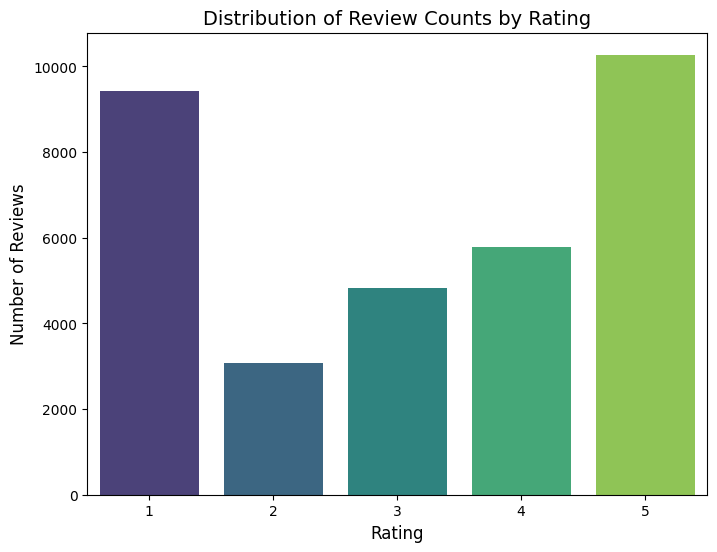 Distribution of Review Counts by Rating
Number of Reviews
10000
8000
6000
4000
2000
0
1 2 3 4 5
Rating